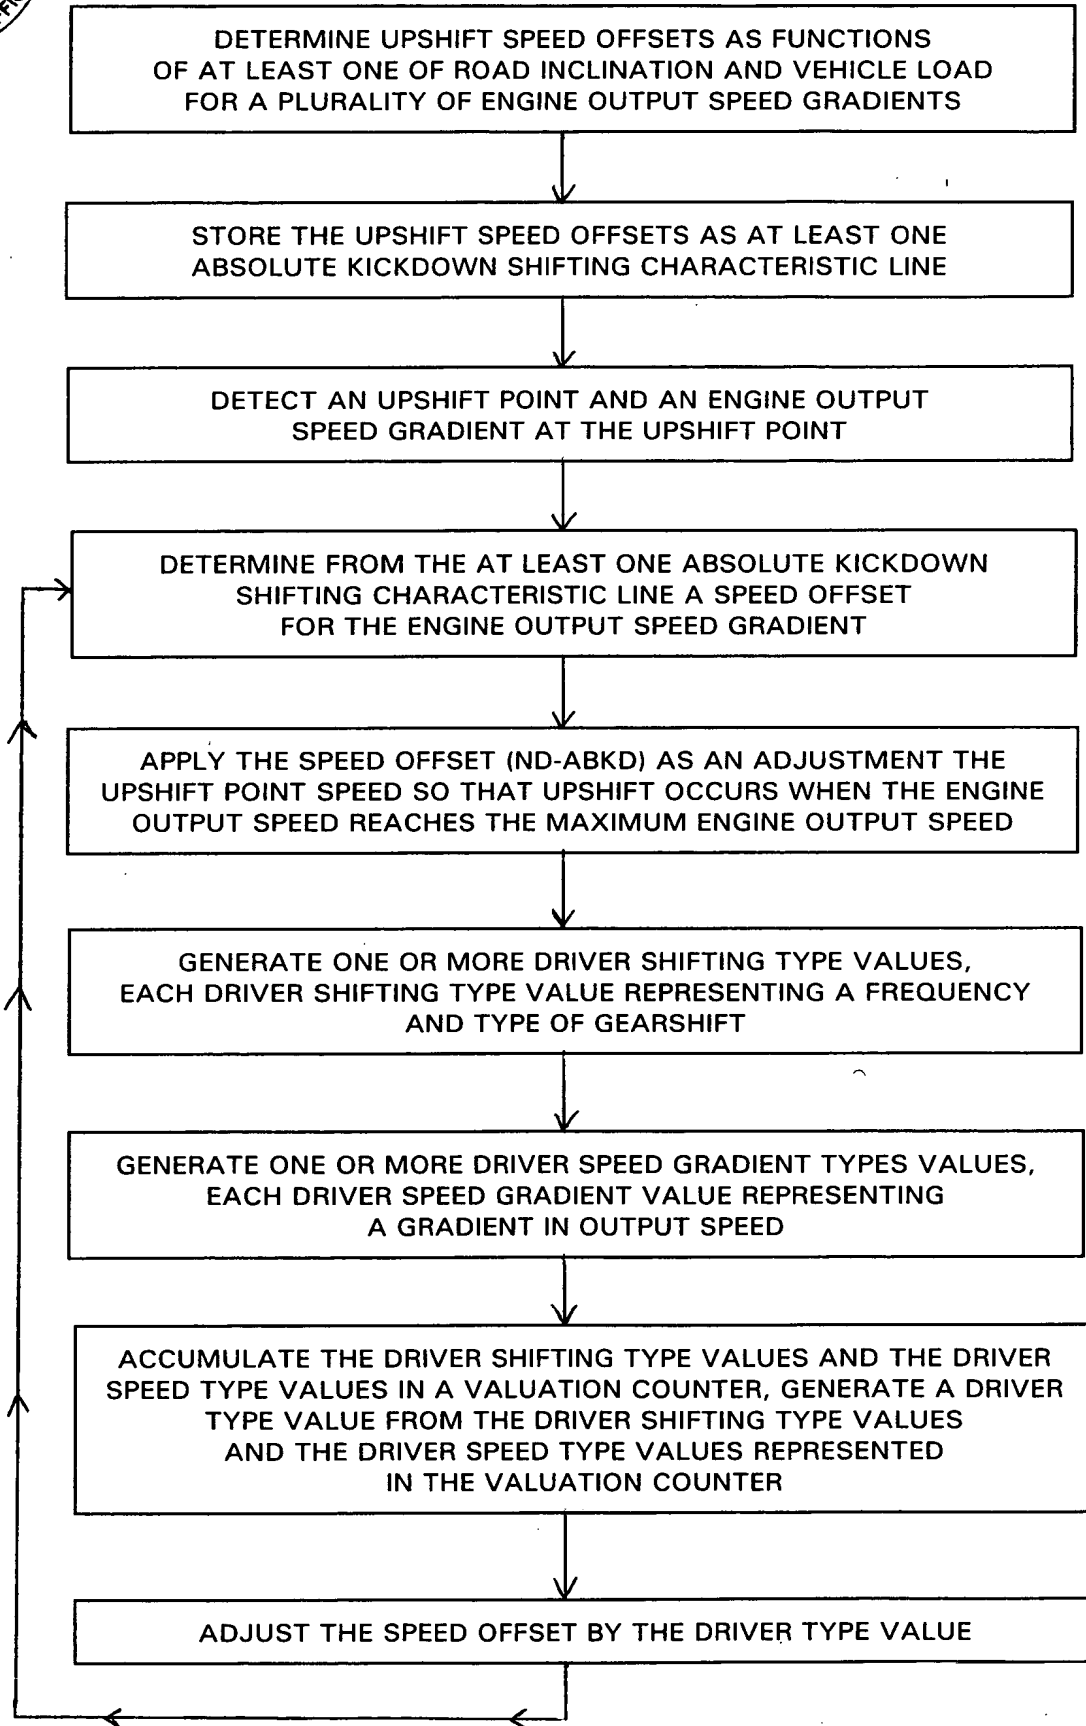 DETERMINE UPSHIFT SPEED OFFSETS AS FUNCTIONS
OF AT LEAST ONE OF ROAD INCLINATION AND VEHICLE LOAD
FOR A PLURALITY OF ENGINE OUTPUT SPEED GRADIENTS
STORE THE UPSHIFT SPEED OFFSETS AS AT LEAST ONE
ABSOLUTE KICKDOWN SHIFTING CHARACTERISTIC LINE
DETECT AN UPSHIFT POINT AND AN ENGINE OUTPUT
SPEED GRADIENT AT THE UPSHIFT POINT
DETERMINE FROM THE AT LEAST ONE ABSOLUTE KICKDOWN
SHIFTING CHARACTERISTIC LINE A SPEED OFFSET
FOR THE ENGINE OUTPUT SPEED GRADIENT
APPLY THE SPEED OFFSET (ND-ABKD) AS AN ADJUSTMENT THE
UPSHIFT POINT SPEED SO THAT UPSHIFT OCCURS WHEN THE ENGINE
OUTPUT SPEED REACHES THE MAXIMUM ENGINE OUTPUT SPEED
GENERATE ONE OR MORE DRIVER SHIFTING TYPE VALUES,
EACH DRIVER SHIFTING TYPE VALUE REPRESENTING A FREQUENCY
AND TYPE OF GEARSHIFT
GENERATE ONE OR MORE DRIVER SPEED GRADIENT TYPES VALUES,
EACH DRIVER SPEED GRADIENT VALUE REPRESENTING
A GRADIENT IN OUTPUT SPEED
ACCUMULATE THE DRIVER SHIFTING TYPE VALUES AND THE DRIVER
SPEED TYPE VALUES IN A VALUATION COUNTER, GENERATE A DRIVER
TYPE VALUE FROM THE DRIVER SHIFTING TYPE VALUES
AND THE DRIVER SPEED TYPE VALUES REPRESENTED
IN THE VALUATION COUNTER
ADJUST THE SPEED OFFSET BY THE DRIVER TYPE VALUE